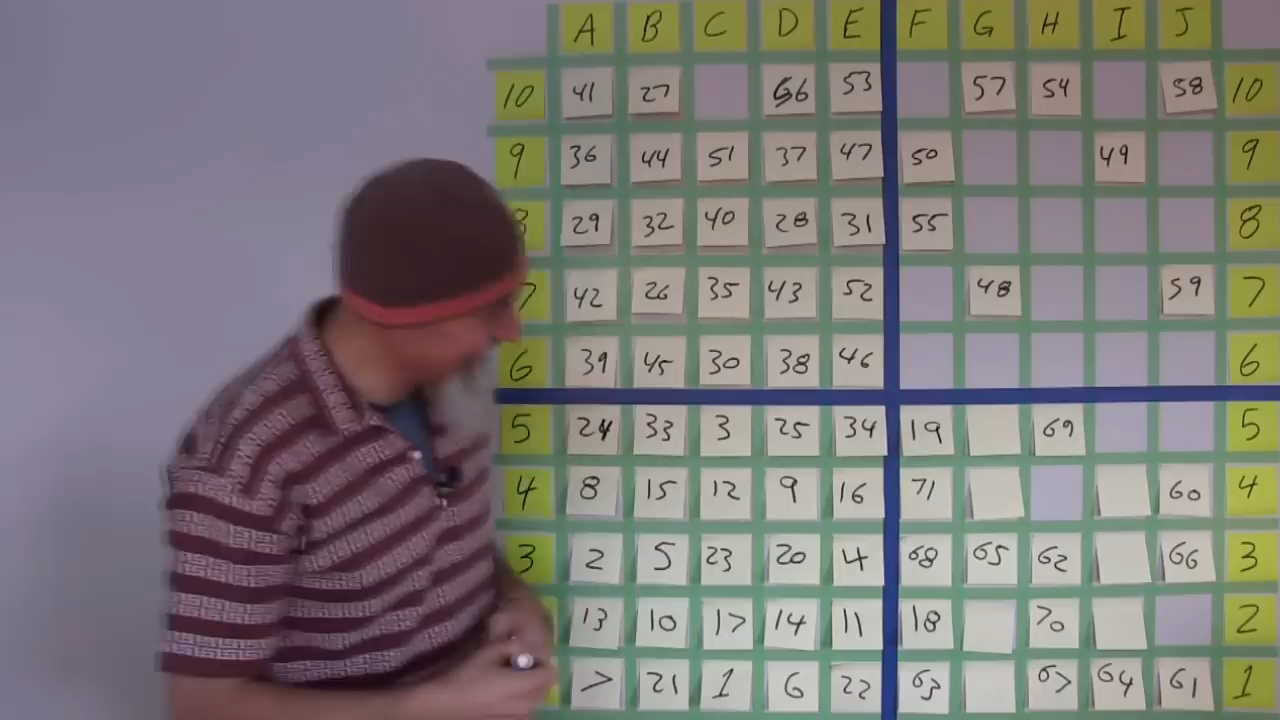 A B C D E F G H I J
10 41 27 56 53 57 54 58 10
9 36 44 51 37 47 50 49 9
8 29 32 40 28 31 55 8
7 42 26 35 43 52 48 59 7
6 39 45 30 38 46 6
5 24 33 3 25 34 19 69 5
4 8 15 12 9 16 71 60 4
3 2 5 23 20 4 68 65 62 66 3
13 10 17 14 11 18 70 2
7 21 1 6 22 63 67 64 61 1